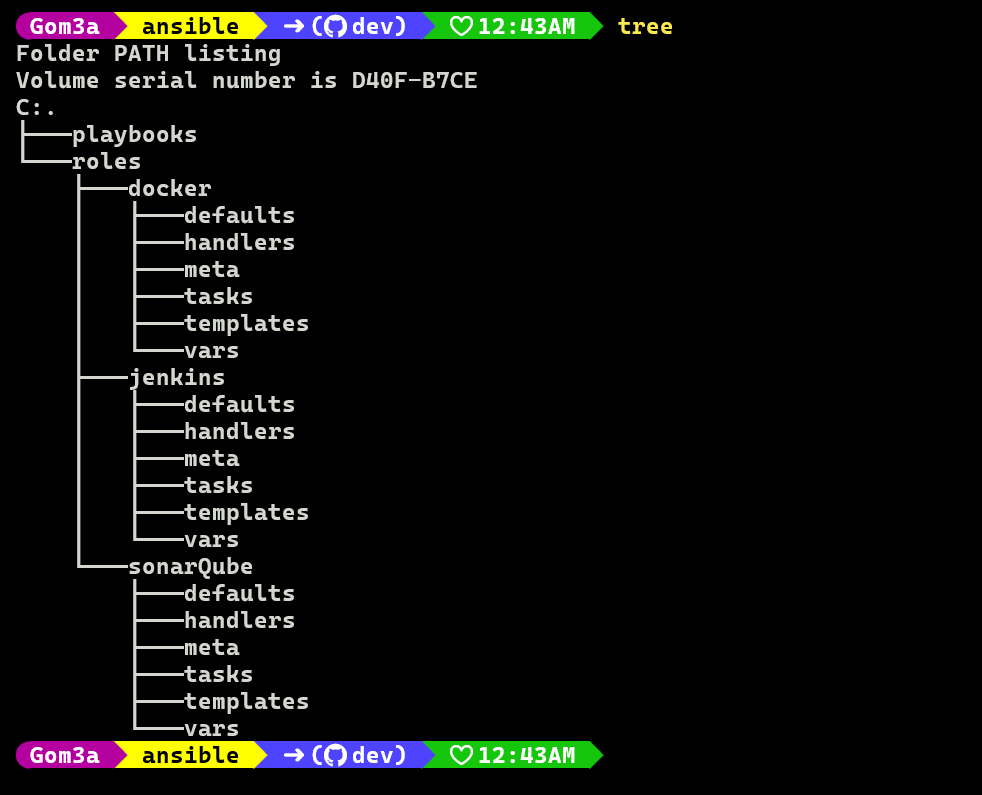 Gom3a ansible → (dev) ♡ 12:43AM tree
Folder PATH listing
Volume serial number is D40F-B7CE
C:.
├───playbooks
└───roles
    ├───docker
    │   ├───defaults
    │   ├───handlers
    │   ├───meta
    │   ├───tasks
    │   ├───templates
    │   └───vars
    ├───jenkins
    │   ├───defaults
    │   ├───handlers
    │   ├───meta
    │   ├───tasks
    │   ├───templates
    │   └───vars
    └───sonarQube
        ├───defaults
        ├───handlers
        ├───meta
        ├───tasks
        ├───templates
        └───vars
Gom3a ansible → (dev) ♡ 12:43AM